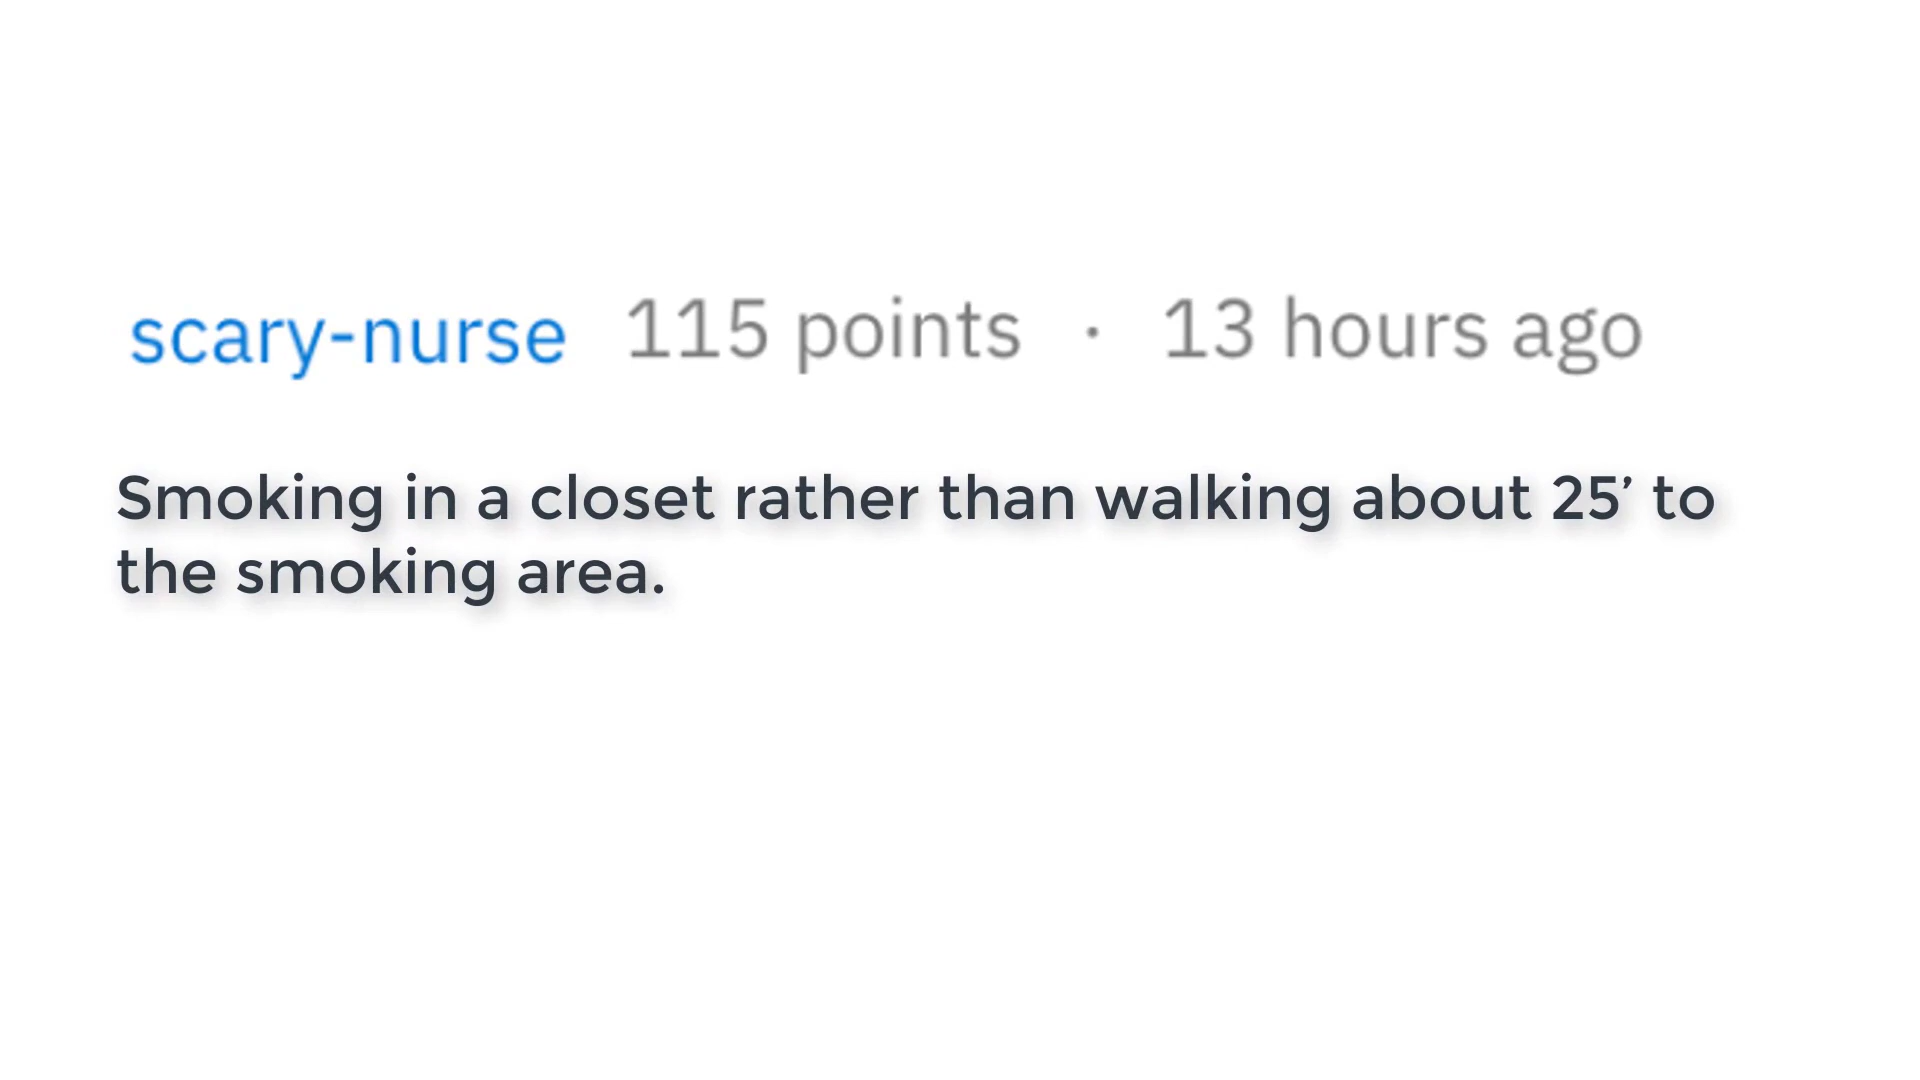 scary-nurse 115 points · 13 hours ago
Smoking in a closet rather than walking about 25’ to
the smoking area.